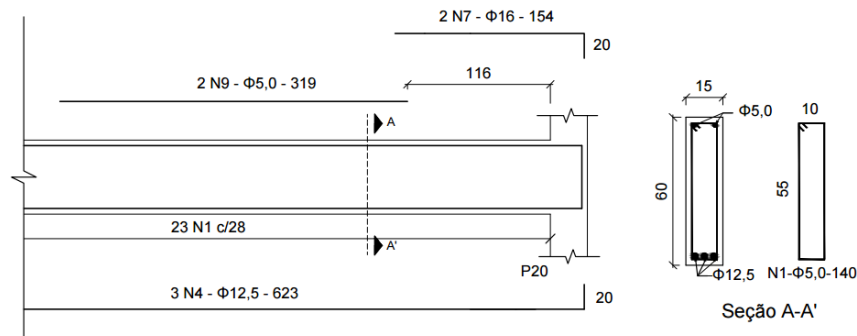 2 N7 - Φ16 - 154
20
2 N9 - Φ5,0 - 319
116
A
15
Φ5,0
10
60
55
23 N1 c/28
A'
P20
Φ12,5
N1-Φ5,0-140
3 N4 - Φ12,5 - 623
20
Seção A-A'